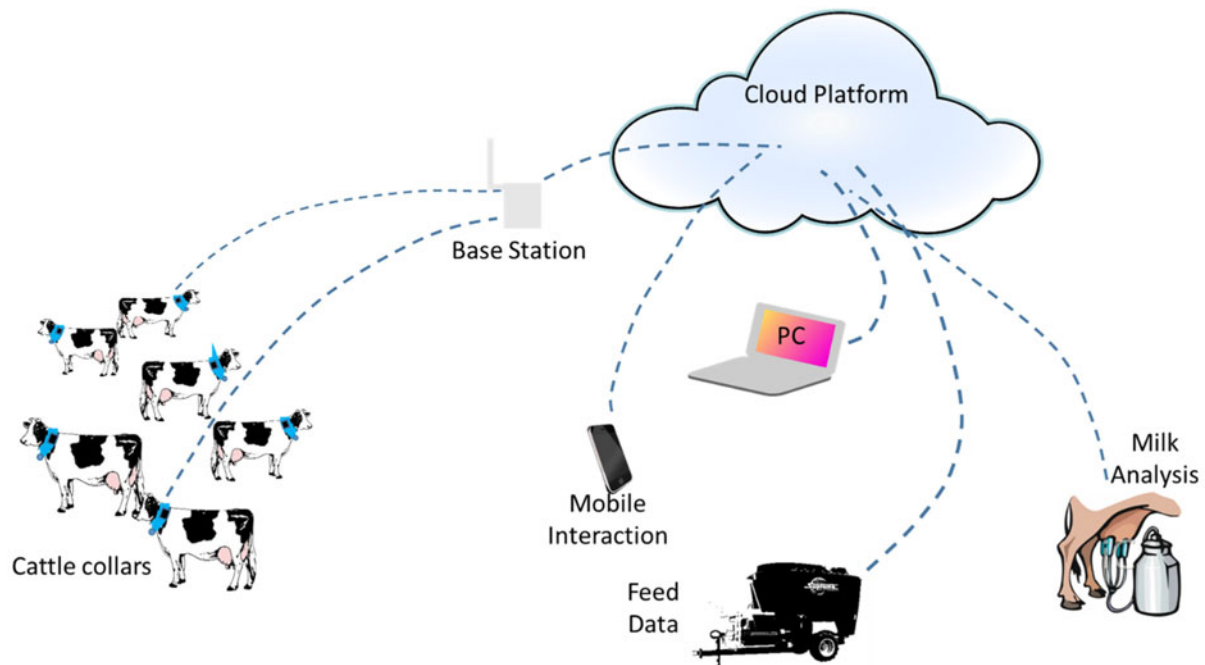 Cloud Platform
Base Station
PC
Milk
Analysis
Mobile
Interaction
Cattle collars
Feed
Data